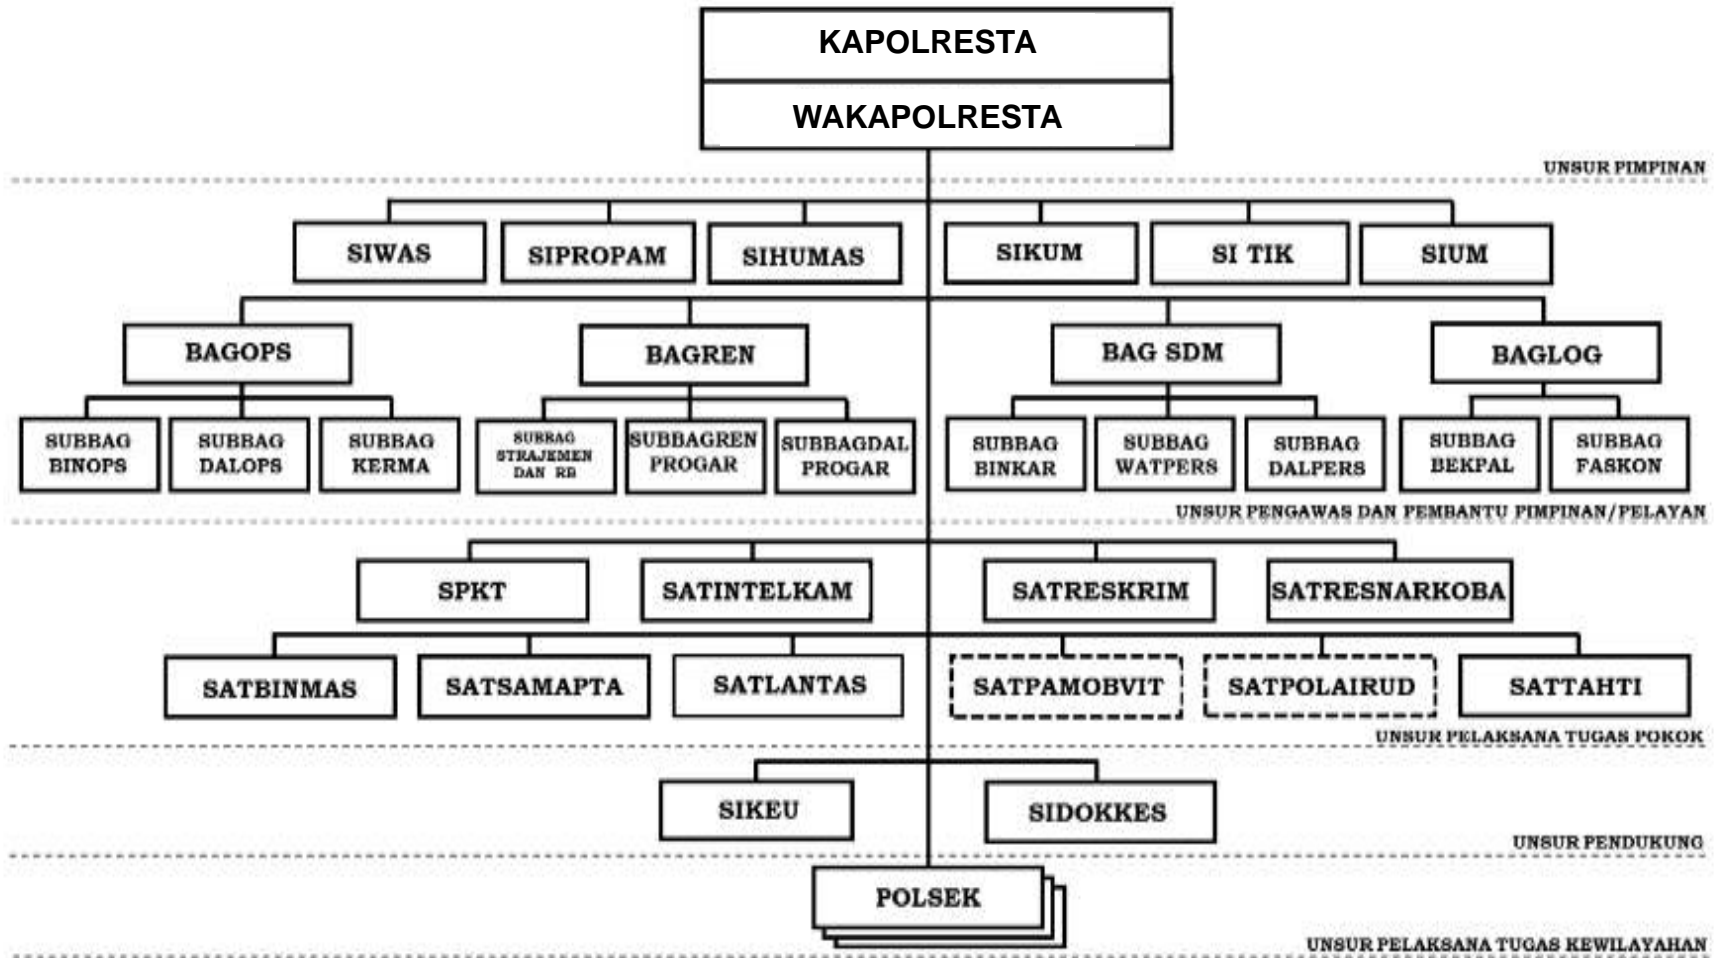 KAPOLRESTA
WAKAPOLRESTA
UNSUR PIMPINAN
SIWAS
SIPROPAM
SIHUMAS
SIKUM
SI TIK
SIUM
BAGOPS
BAGREN
BAG SDM
BAGLOG
SUBBAG
BINOPS
SUBBAG
DALOPS
SUBBAG
KERMA
SUBBAG
STRAJEMEN
DAN RB
SUBBAGREN
PROGAR
SUBBAGDAL
PROGAR
SUBBAG
BINKAR
SUBBAG
WATPERS
SUBBAG
DALPERS
SUBBAG
BEKPAL
SUBBAG
FASKON
UNSUR PENGAWAS DAN PEMBANTU PIMPINAN/PELAYAN
SPKT
SATINTELKAM
SATRESKRIM
SATRESNARKOBA
SATBINMAS
SATSAMAPTA
SATLANTAS
SATPAMOBVIT
SATPOLAIRUD
SATTAHTI
UNSUR PELAKSANA TUGAS POKOK
SIKEU
SIDOKKES
UNSUR PENDUKUNG
POLSEK
UNSUR PELAKSANA TUGAS KEWILAYAHAN